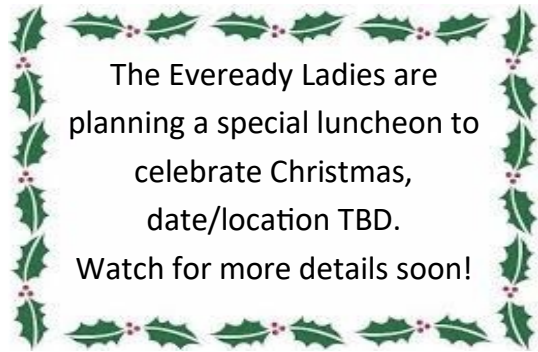 The Eveready Ladies are
planning a special luncheon to
celebrate Christmas,
date/location TBD.
Watch for more details soon!